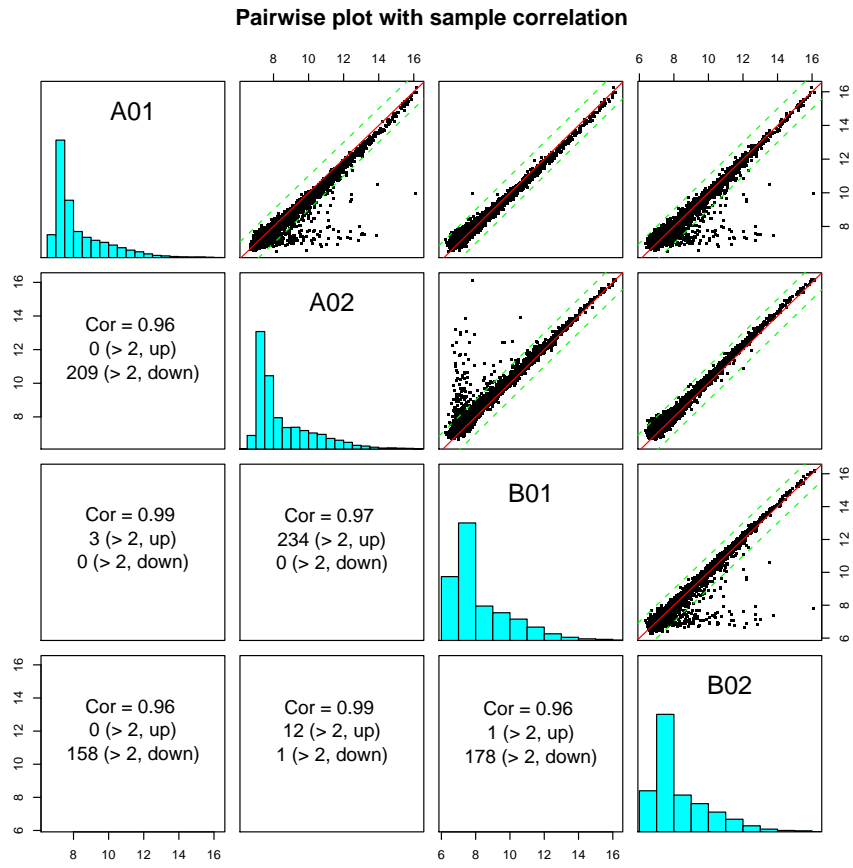 Pairwise plot with sample correlation
8 10 12 14 16
6 8 10 12 14 16
A01
8 10 12 14 16
8 10 12 14 16
Cor = 0.96
0 (> 2, up)
209 (> 2, down)
A02
Cor = 0.99
3 (> 2, up)
0 (> 2, down)
Cor = 0.97
234 (> 2, up)
0 (> 2, down)
B01
6 8 10 12 14 16
6 8 10 12 14 16
Cor = 0.96
0 (> 2, up)
158 (> 2, down)
Cor = 0.99
12 (> 2, up)
1 (> 2, down)
Cor = 0.96
1 (> 2, up)
178 (> 2, down)
B02
8 10 12 14 16
6 8 10 12 14 16